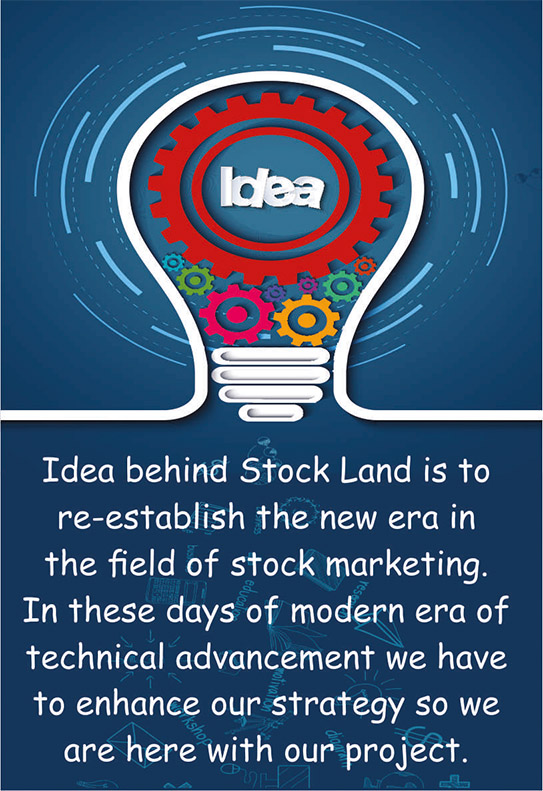 Idea
Idea behind Stock Land is to
re-establish the new era in
the field of stock marketing.
In these days of modern era of
technical advancement we have
to enhance our strategy so we
are here with our project.